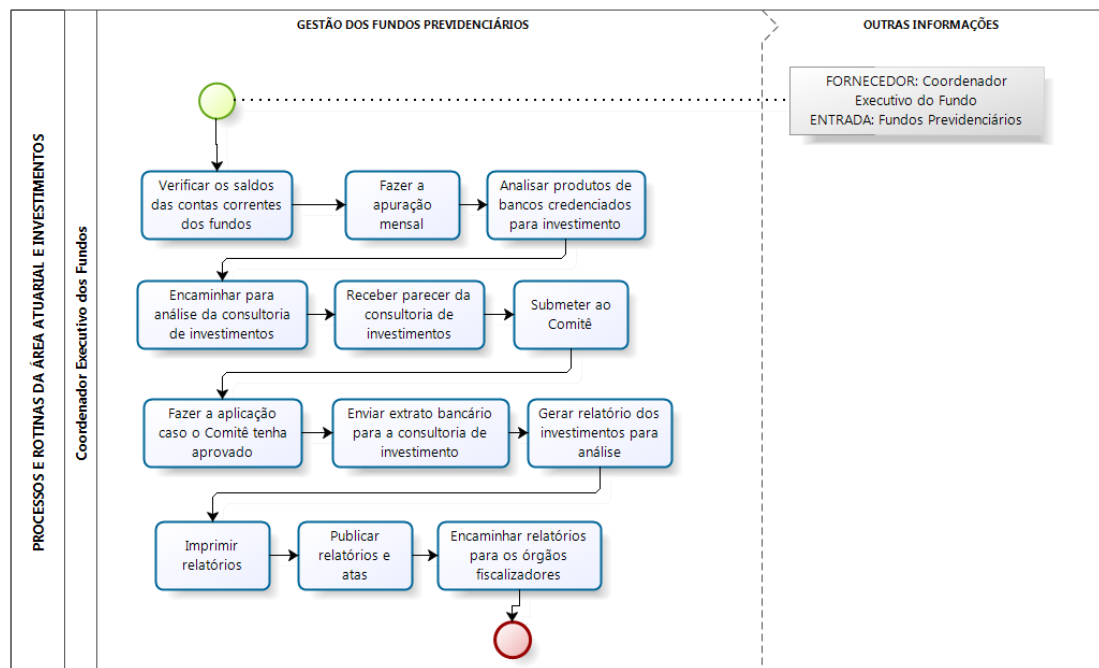 GESTÃO DOS FUNDOS PREVIDENCIÁRIOS
OUTRAS INFORMAÇÕES
PROCESSOS E ROTINAS DA ÁREA ATUARIAL E INVESTIMENTOS
Coordenador Executivo dos Fundos
FORNECEDOR: Coordenador
Executivo do Fundo
ENTRADA: Fundos Previdenciários
Verificar os saldos
das contas correntes
dos fundos
Fazer a
apuração
mensal
Analisar produtos de
bancos credenciados
para investimento
Encaminhar para
análise da consultoria
de investimentos
Receber parecer da
consultoria de
investimentos
Submeter ao
Comitê
Fazer a aplicação
caso o Comitê tenha
aprovado
Enviar extrato bancário
para a consultoria de
investimento
Gerar relatório dos
investimentos para
análise
Imprimir
relatórios
Publicar
relatórios e
atas
Encaminhar relatórios
para os órgãos
fiscalizadores